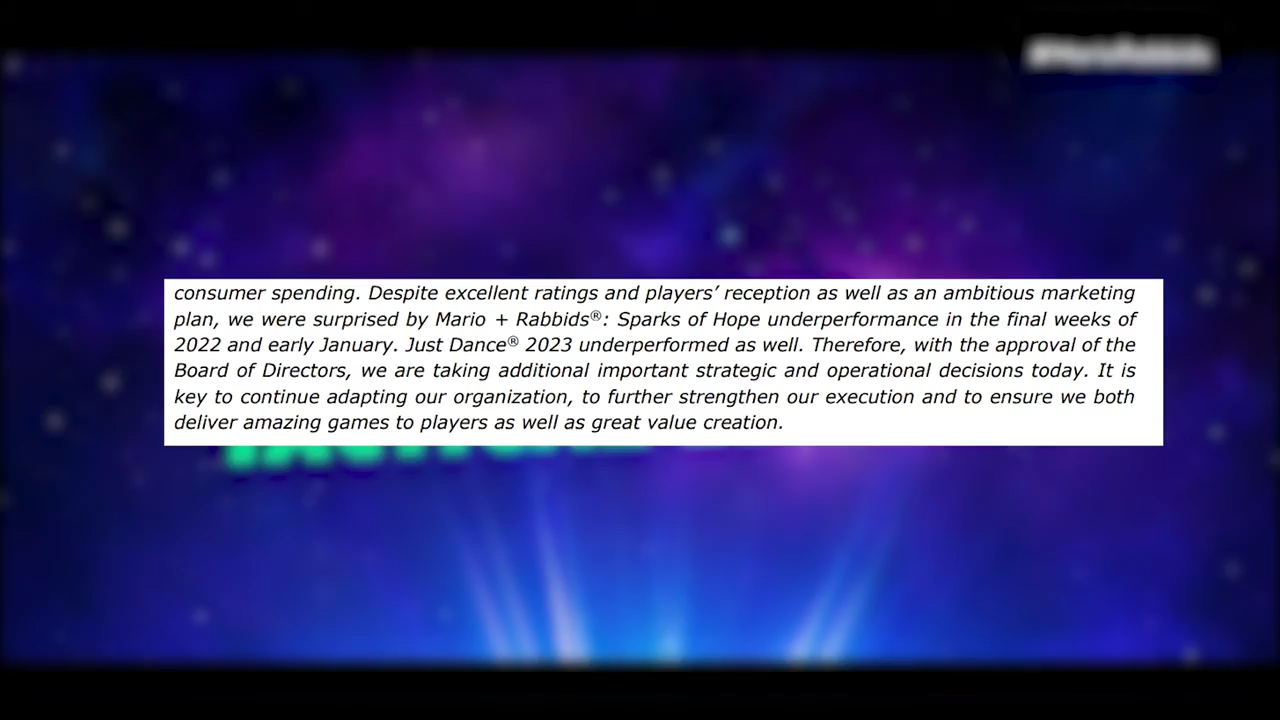 consumer spending. Despite excellent ratings and players’ reception as well as an ambitious marketing
plan, we were surprised by Mario + Rabbids®: Sparks of Hope underperformance in the final weeks of
2022 and early January. Just Dance® 2023 underperformed as well. Therefore, with the approval of the
Board of Directors, we are taking additional important strategic and operational decisions today. It is
key to continue adapting our organization, to further strengthen our execution and to ensure we both
deliver amazing games to players as well as great value creation.